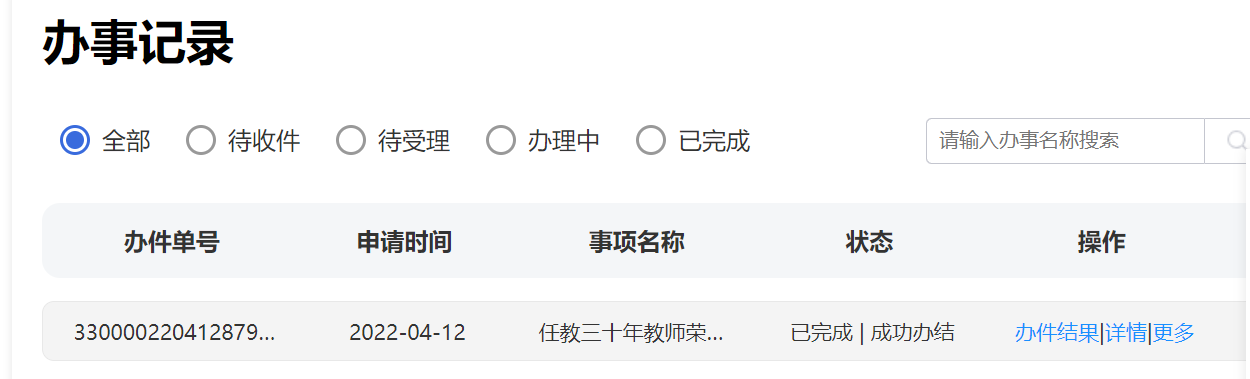 办事记录
全部 待收件 待受理 办理中 已完成 请输入办事名称搜索
办件单号 申请时间 事项名称 状态 操作
330000220412879... 2022-04-12 任教三十年教师荣... 已完成 | 成功办结 办件结果|详情|更多